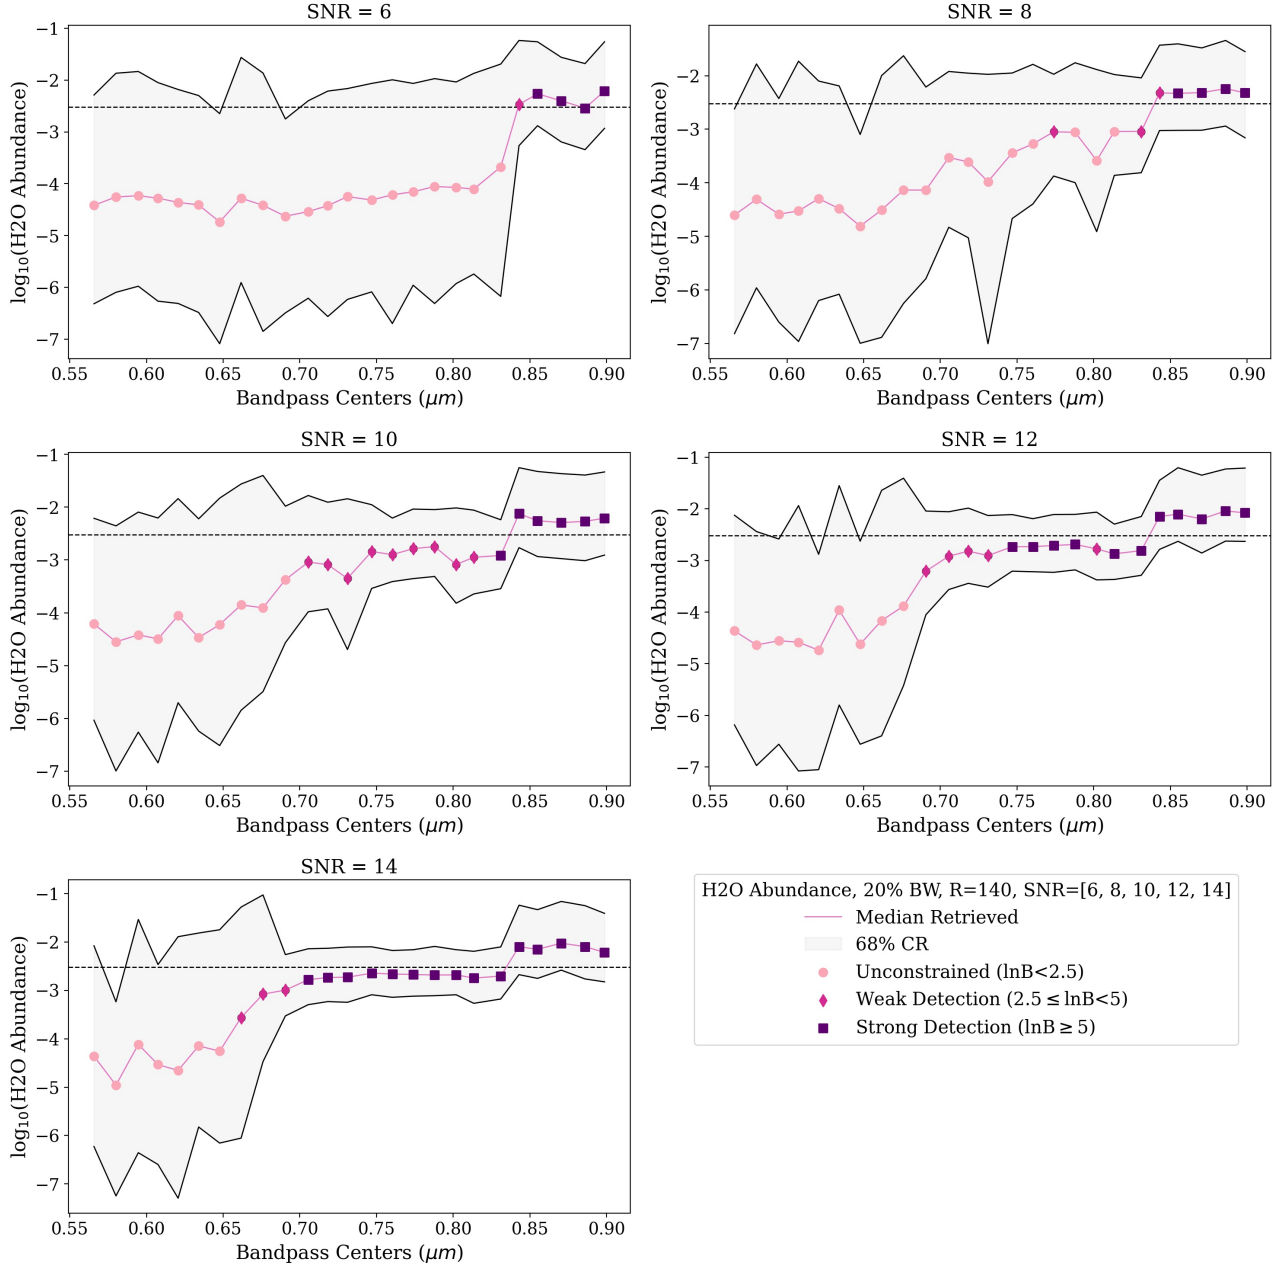 SNR = 6
−1
−2
−3
−4
−5
−6
−7
log10(H2O Abundance)
0.55 0.60 0.65 0.70 0.75 0.80 0.85 0.90
Bandpass Centers (μm)
SNR = 8
−2
−3
−4
−5
−6
−7
log10(H2O Abundance)
0.55 0.60 0.65 0.70 0.75 0.80 0.85 0.90
Bandpass Centers (μm)
SNR = 10
−1
−2
−3
−4
−5
−6
−7
log10(H2O Abundance)
0.55 0.60 0.65 0.70 0.75 0.80 0.85 0.90
Bandpass Centers (μm)
SNR = 12
−1
−2
−3
−4
−5
−6
−7
log10(H2O Abundance)
0.55 0.60 0.65 0.70 0.75 0.80 0.85 0.90
Bandpass Centers (μm)
SNR = 14
−1
−2
−3
−4
−5
−6
−7
log10(H2O Abundance)
0.55 0.60 0.65 0.70 0.75 0.80 0.85 0.90
Bandpass Centers (μm)
H2O Abundance, 20% BW, R=140, SNR=[6, 8, 10, 12, 14]
Median Retrieved
68% CR
Unconstrained (lnB<2.5)
Weak Detection (2.5≤lnB<5)
Strong Detection (lnB≥5)